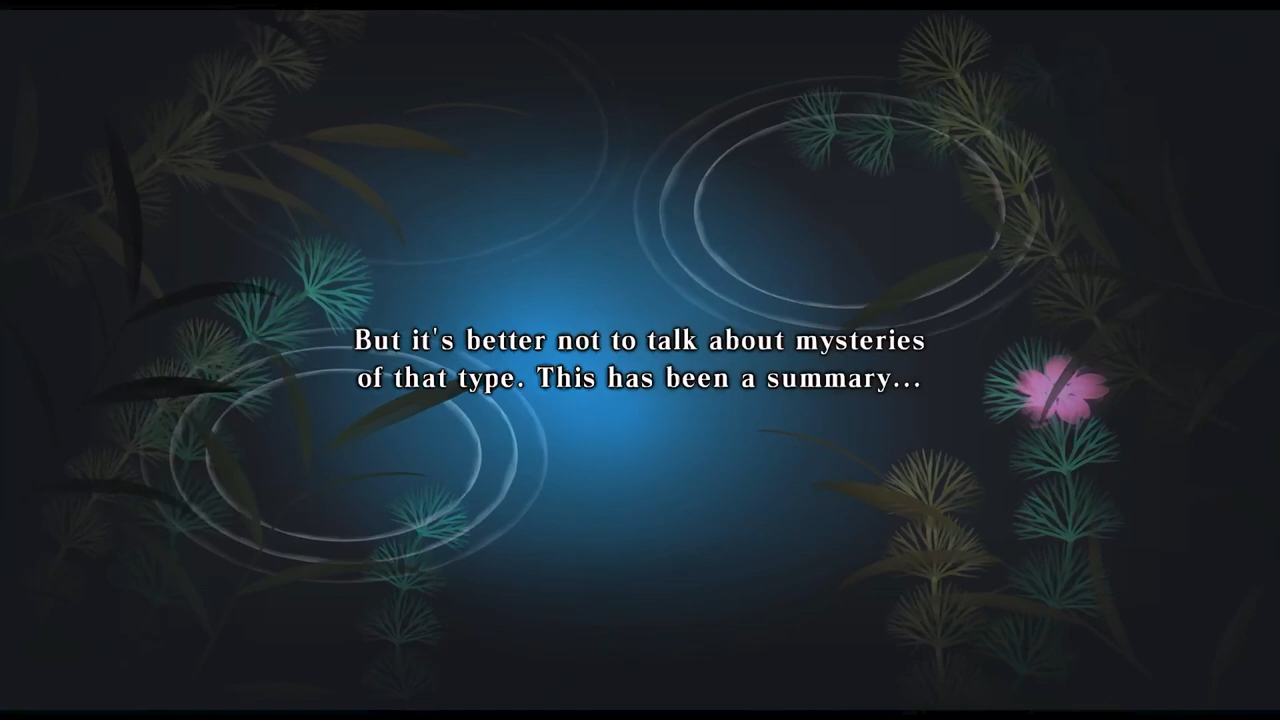 But it's better not to talk about mysteries
of that type. This has been a summary...